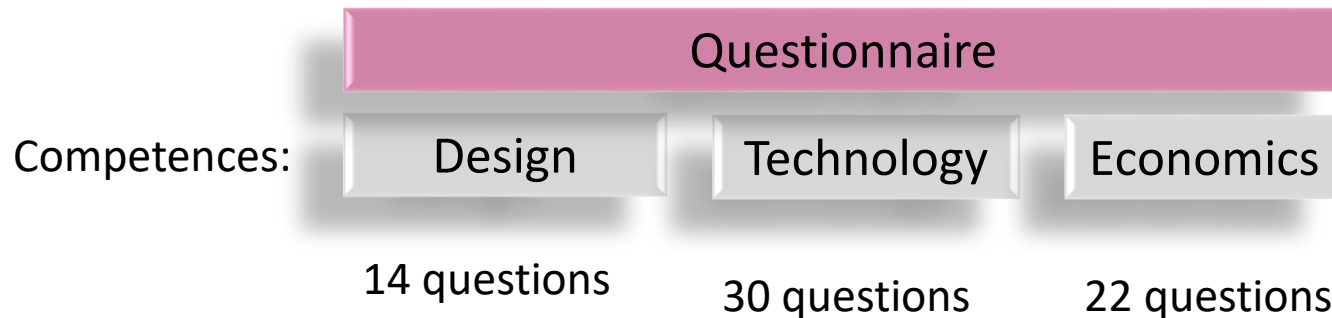 Questionnaire
Competences:
Design
Technology
Economics
14 questions
30 questions
22 questions